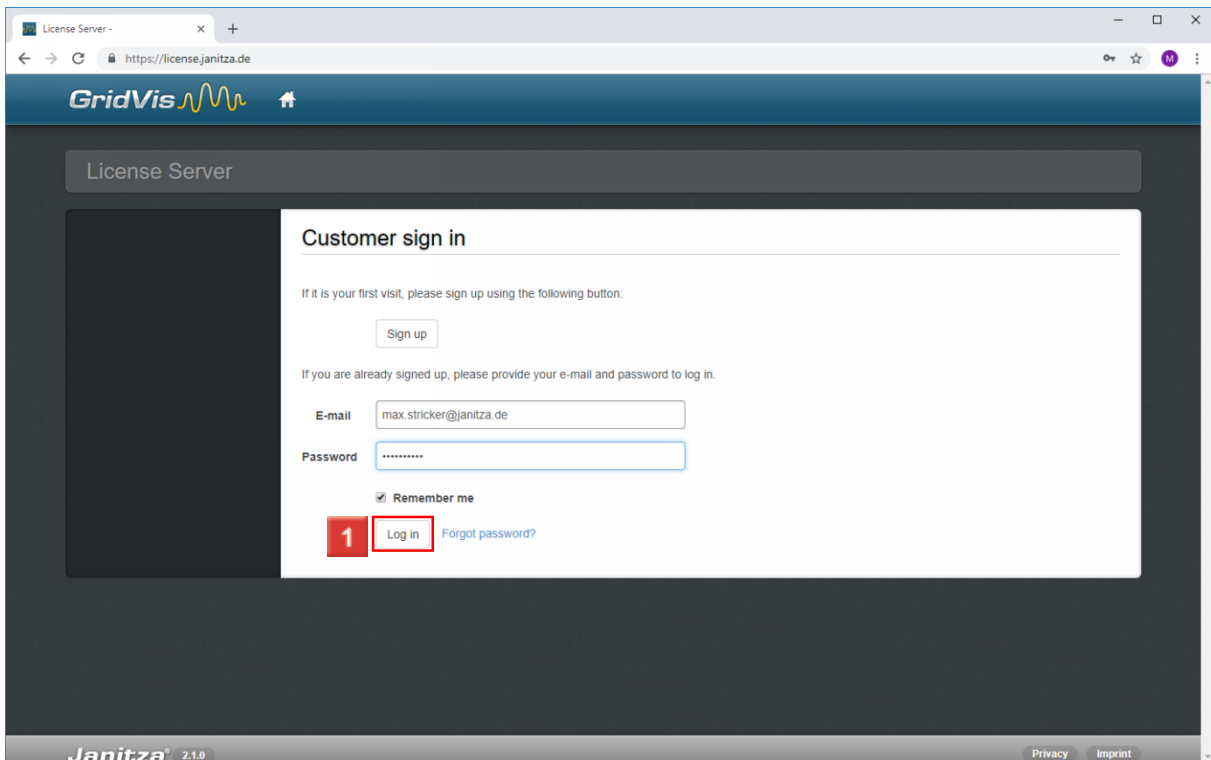 License Server -
https://license.janitza.de
M
GridVis
License Server
Customer sign in
If it is your first visit, please sign up using the following button:
Sign up
If you are already signed up, please provide your e-mail and password to log in.
E-mail max.stricker@janitza.de
Password ••••••••••
Remember me
1 Log in Forgot password?
Janitza® 2.1.0 Privacy Imprint